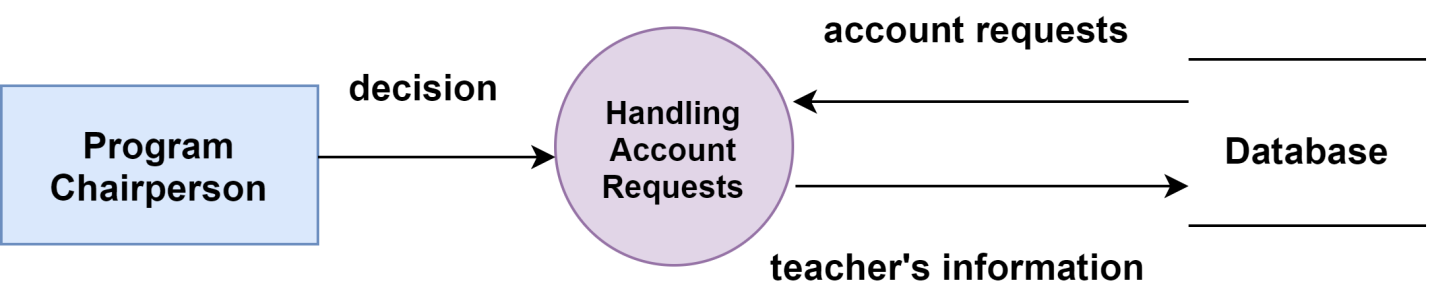 account requests
decision
Program
Chairperson
Handling
Account
Requests
Database
teacher's information